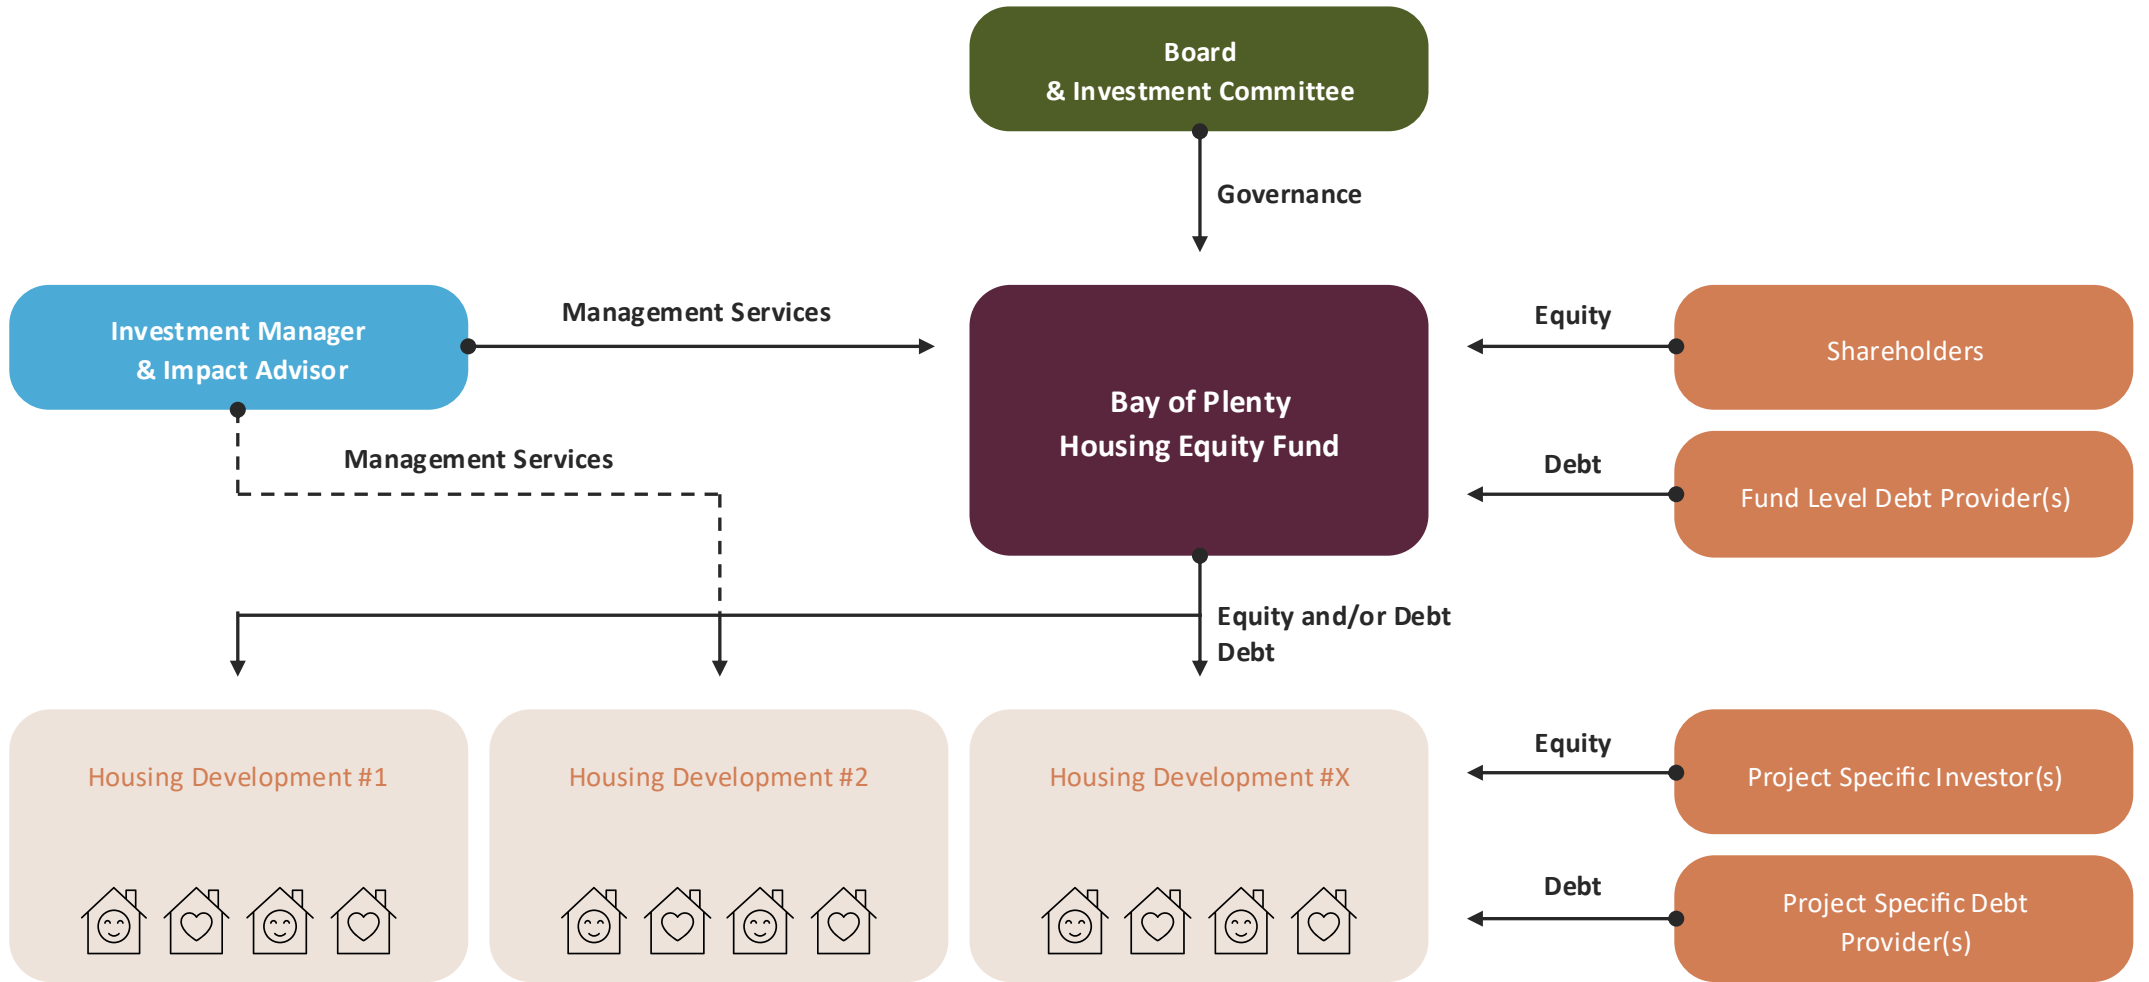 Board
& Investment Committee
Governance
Investment Manager
& Impact Advisor
Management Services
Management Services
Bay of Plenty
Housing Equity Fund
Equity
Shareholders
Debt
Fund Level Debt Provider(s)
Equity and/or Debt
Debt
Housing Development #1
Housing Development #2
Housing Development #X
Equity
Project Specific Investor(s)
Debt
Project Specific Debt
Provider(s)